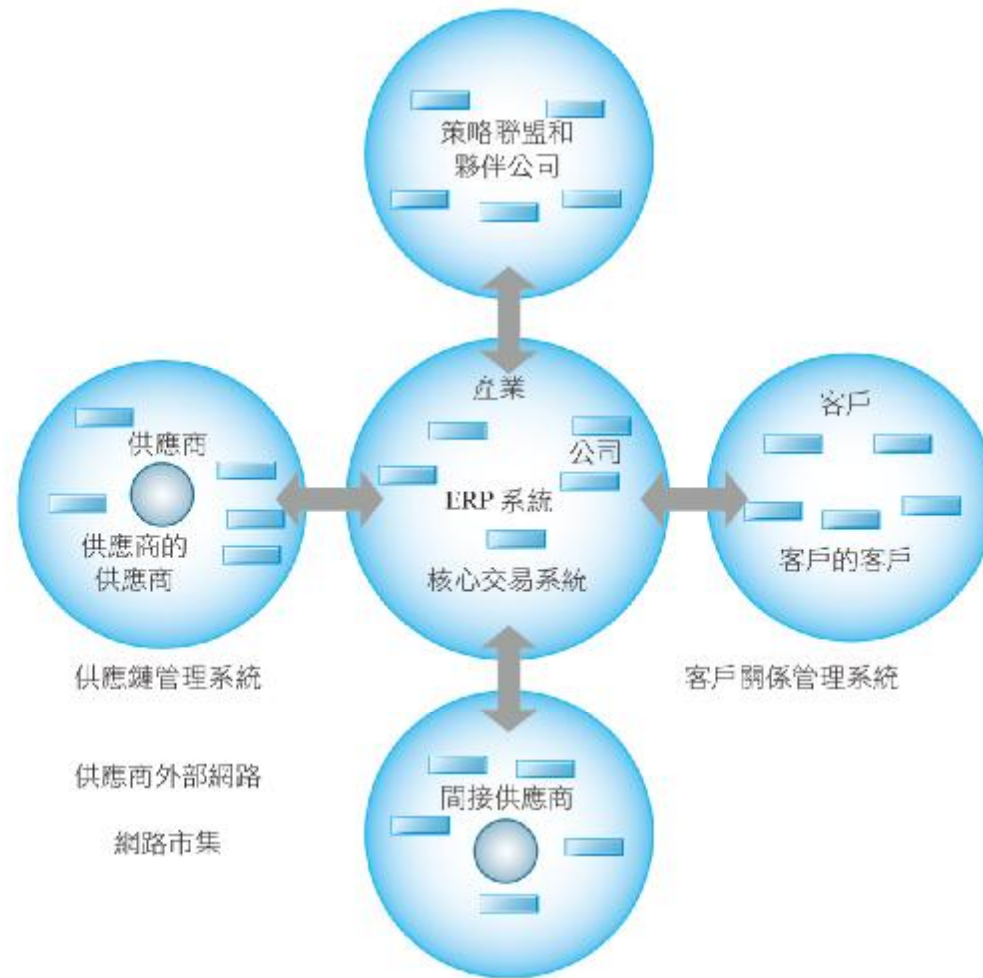 策略聯盟和
夥伴公司
產業
公司
ERP 系統
核心交易系統
供應商
供應商的
供應商
客戶
客戶的客戶
供應鏈管理系統
客戶關係管理系統
供應商外部網路
網路市集
間接供應商